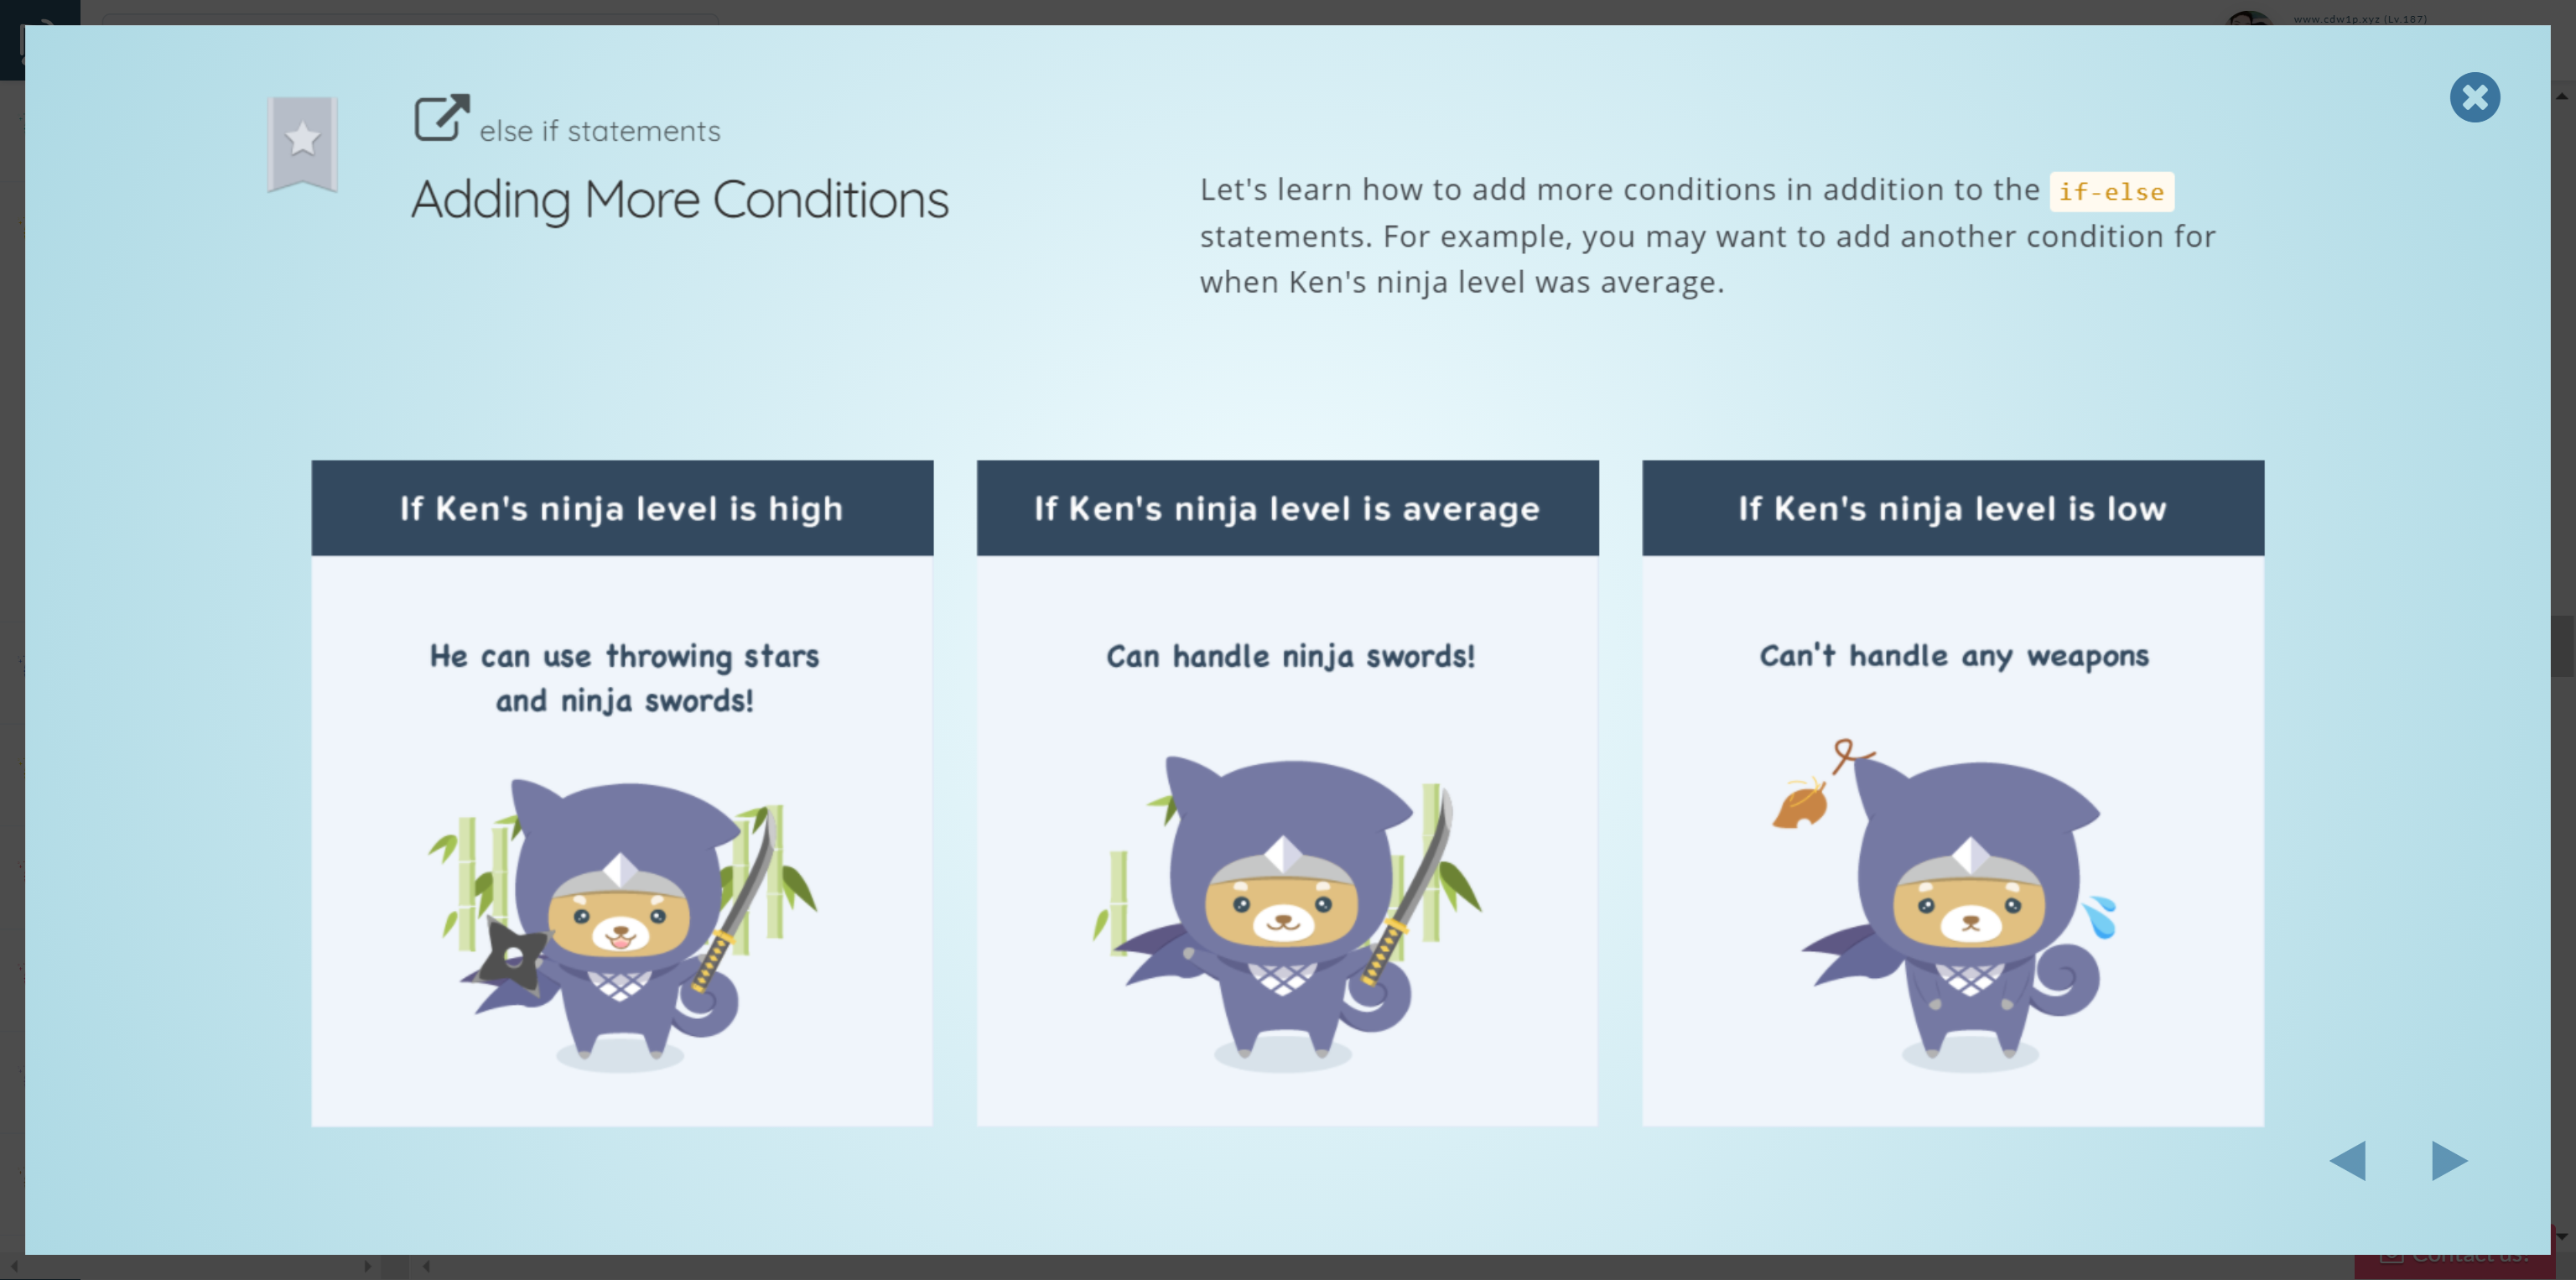 www.cdw1p.xyz (Lv.187)
else if statements
Adding More Conditions
Let's learn how to add more conditions in addition to the if-else
statements. For example, you may want to add another condition for
when Ken's ninja level was average.
If Ken's ninja level is high
He can use throwing stars
and ninja swords!
If Ken's ninja level is average
Can handle ninja swords!
If Ken's ninja level is low
Can't handle any weapons
Contact us!